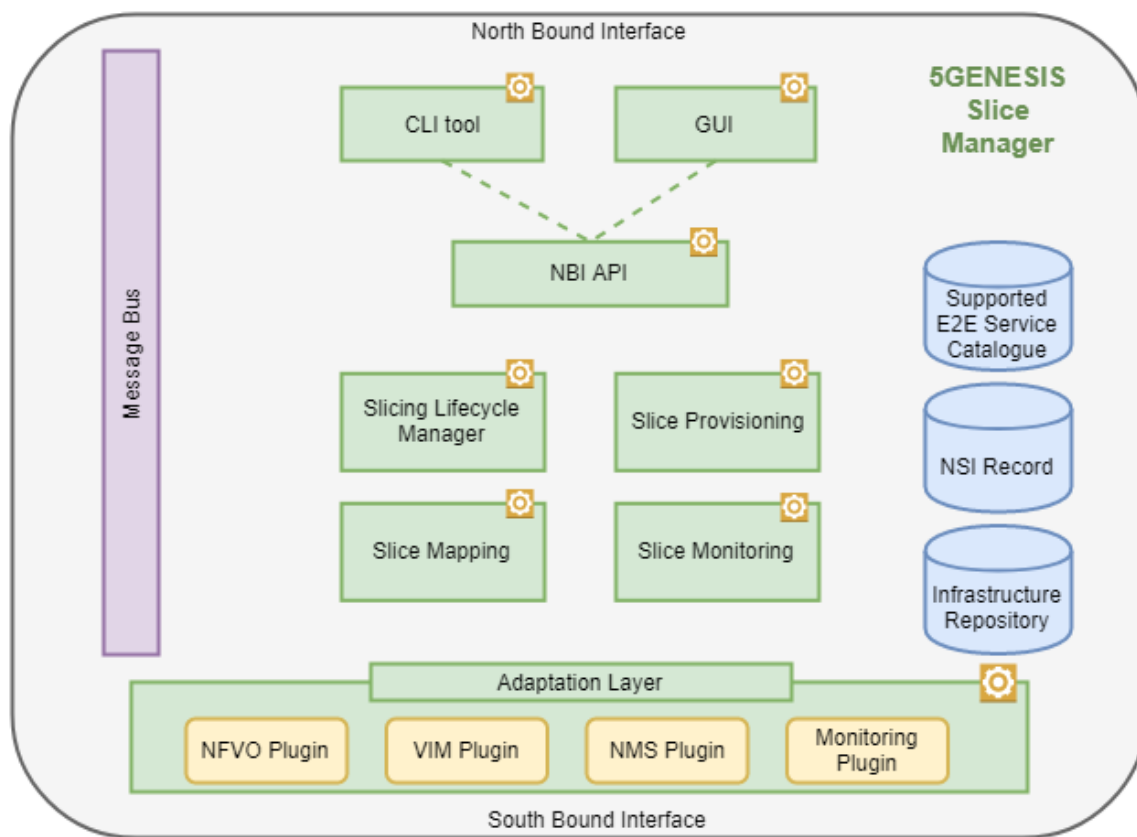 North Bound Interface
5GENESIS
Slice
Manager
CLI tool
GUI
NBI API
Message Bus
Supported
E2E Service
Catalogue
Slicing Lifecycle
Manager
Slice Provisioning
NSI Record
Slice Mapping
Slice Monitoring
Infrastructure
Repository
Adaptation Layer
NFVO Plugin
VIM Plugin
NMS Plugin
Monitoring
Plugin
South Bound Interface